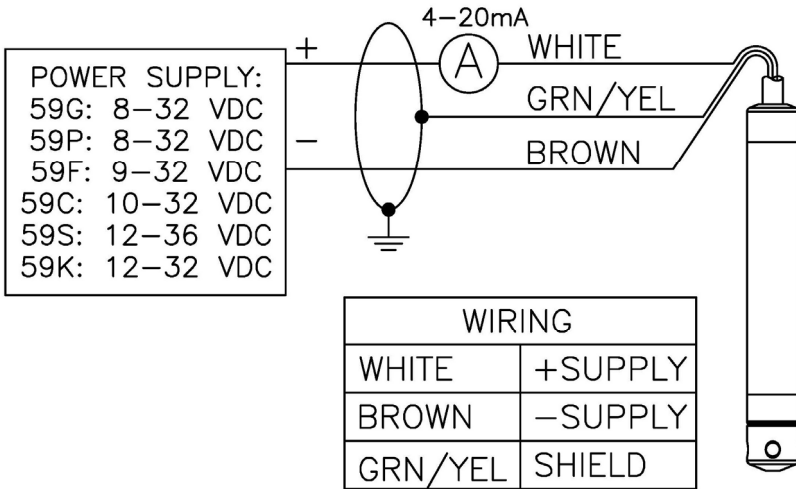 4-20mA
+
A
WHITE
POWER SUPPLY:
59G: 8-32 VDC
59P: 8-32 VDC
59F: 9-32 VDC
59C: 10-32 VDC
59S: 12-36 VDC
59K: 12-32 VDC
GRN/YEL
-
BROWN
WIRING
WHITE +SUPPLY
BROWN -SUPPLY
GRN/YEL SHIELD